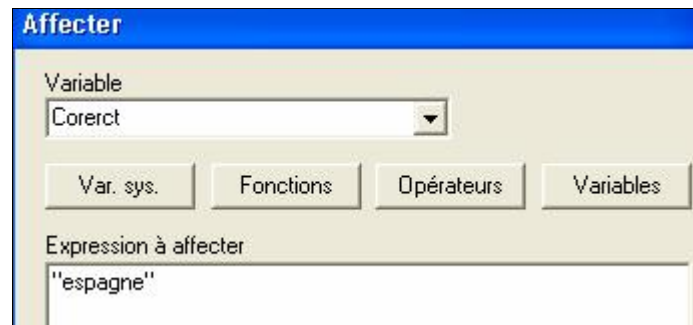 Affecter
Variable
Corerct
Var. sys. Fonctions Opérateurs Variables
Expression à affecter
"espagne"